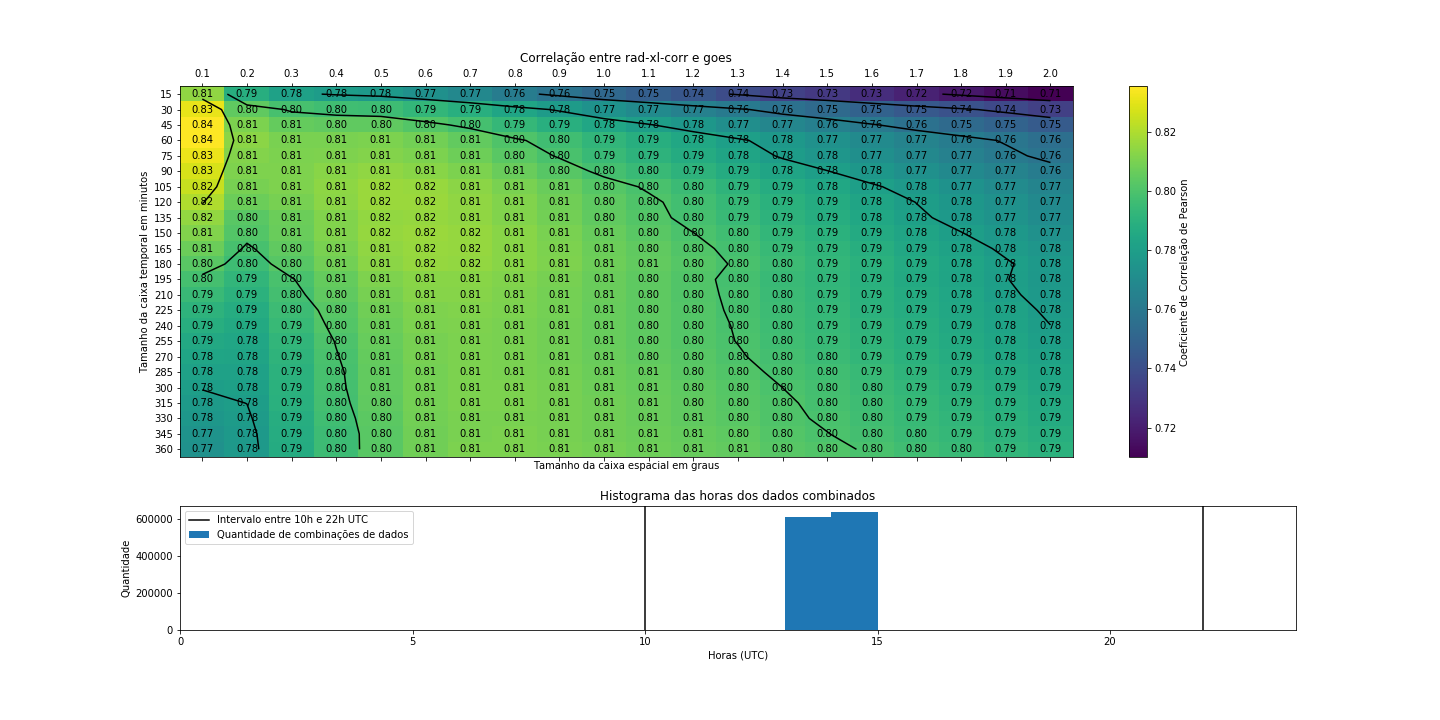 Correlação entre rad-xl-corr e goes
0.1 0.2 0.3 0.4 0.5 0.6 0.7 0.8 0.9 1.0 1.1 1.2 1.3 1.4 1.5 1.6 1.7 1.8 1.9 2.0
15 0.81 0.79 0.78 0.78 0.78 0.77 0.77 0.76 0.76 0.75 0.75 0.74 0.74 0.73 0.73 0.73 0.72 0.72 0.71 0.71
30 0.83 0.80 0.80 0.80 0.80 0.79 0.79 0.78 0.78 0.77 0.77 0.77 0.76 0.76 0.75 0.75 0.75 0.74 0.74 0.73
45 0.84 0.81 0.81 0.80 0.80 0.80 0.80 0.79 0.79 0.78 0.78 0.78 0.77 0.77 0.76 0.76 0.76 0.75 0.75 0.75
60 0.84 0.81 0.81 0.81 0.81 0.81 0.80 0.80 0.80 0.79 0.79 0.78 0.78 0.78 0.77 0.77 0.77 0.76 0.76 0.76
75 0.83 0.81 0.81 0.81 0.81 0.81 0.81 0.80 0.80 0.79 0.79 0.79 0.78 0.78 0.78 0.77 0.77 0.77 0.76 0.76
90 0.83 0.81 0.81 0.81 0.81 0.81 0.81 0.81 0.80 0.80 0.80 0.79 0.79 0.78 0.78 0.78 0.77 0.77 0.77 0.76
105 0.82 0.81 0.81 0.81 0.82 0.82 0.81 0.81 0.81 0.80 0.80 0.80 0.79 0.79 0.78 0.78 0.78 0.77 0.77 0.77
120 0.82 0.81 0.81 0.81 0.82 0.82 0.81 0.81 0.81 0.80 0.80 0.80 0.79 0.79 0.79 0.78 0.78 0.78 0.77 0.77
135 0.82 0.80 0.81 0.81 0.82 0.82 0.81 0.81 0.81 0.81 0.80 0.80 0.79 0.79 0.79 0.78 0.78 0.78 0.77 0.77
150 0.81 0.80 0.80 0.81 0.82 0.82 0.82 0.81 0.81 0.81 0.80 0.80 0.80 0.79 0.79 0.79 0.78 0.78 0.78 0.77
165 0.81 0.80 0.80 0.81 0.81 0.82 0.82 0.81 0.81 0.81 0.80 0.80 0.80 0.79 0.79 0.79 0.78 0.78 0.78 0.78
180 0.80 0.80 0.80 0.81 0.81 0.82 0.82 0.81 0.81 0.81 0.81 0.80 0.80 0.80 0.79 0.79 0.79 0.78 0.78 0.78
195 0.80 0.79 0.80 0.81 0.81 0.81 0.81 0.81 0.81 0.81 0.80 0.80 0.80 0.80 0.79 0.79 0.79 0.78 0.78 0.78
210 0.79 0.79 0.80 0.80 0.81 0.81 0.81 0.81 0.81 0.81 0.80 0.80 0.80 0.80 0.79 0.79 0.79 0.78 0.78 0.78
225 0.79 0.79 0.80 0.80 0.81 0.81 0.81 0.81 0.81 0.81 0.80 0.80 0.80 0.80 0.79 0.79 0.79 0.79 0.78 0.78
240 0.79 0.79 0.79 0.80 0.81 0.81 0.81 0.81 0.81 0.81 0.80 0.80 0.80 0.80 0.79 0.79 0.79 0.79 0.78 0.78
255 0.79 0.78 0.79 0.80 0.81 0.81 0.81 0.81 0.81 0.81 0.80 0.80 0.80 0.80 0.80 0.79 0.79 0.79 0.78 0.78
270 0.78 0.78 0.79 0.80 0.81 0.81 0.81 0.81 0.81 0.81 0.80 0.80 0.80 0.80 0.80 0.79 0.79 0.79 0.79 0.78
285 0.78 0.78 0.79 0.80 0.81 0.81 0.81 0.81 0.81 0.81 0.80 0.80 0.80 0.80 0.80 0.79 0.79 0.79 0.79 0.78
300 0.78 0.78 0.79 0.80 0.81 0.81 0.81 0.81 0.81 0.81 0.81 0.80 0.80 0.80 0.80 0.80 0.79 0.79 0.79 0.79
315 0.78 0.78 0.79 0.80 0.80 0.81 0.81 0.81 0.81 0.81 0.81 0.80 0.80 0.80 0.80 0.80 0.79 0.79 0.79 0.79
330 0.78 0.78 0.79 0.80 0.80 0.81 0.81 0.81 0.81 0.81 0.81 0.81 0.80 0.80 0.80 0.80 0.80 0.79 0.79 0.79
345 0.77 0.78 0.79 0.80 0.80 0.81 0.81 0.81 0.81 0.81 0.81 0.81 0.80 0.80 0.80 0.80 0.80 0.79 0.79 0.79
360 0.77 0.78 0.79 0.80 0.80 0.81 0.81 0.81 0.81 0.81 0.81 0.81 0.81 0.80 0.80 0.80 0.80 0.80 0.79 0.79
Tamanho da caixa temporal em minutos
Tamanho da caixa espacial em graus
0.82
0.80
0.78
0.76
0.74
0.72
Coeficiente de Correlação de Pearson
Histograma das horas dos dados combinados
Intervalo entre 10h e 22h UTC
Quantidade de combinações de dados
600000
400000
200000
0
Quantidade
0 5 10 15 20
Horas (UTC)